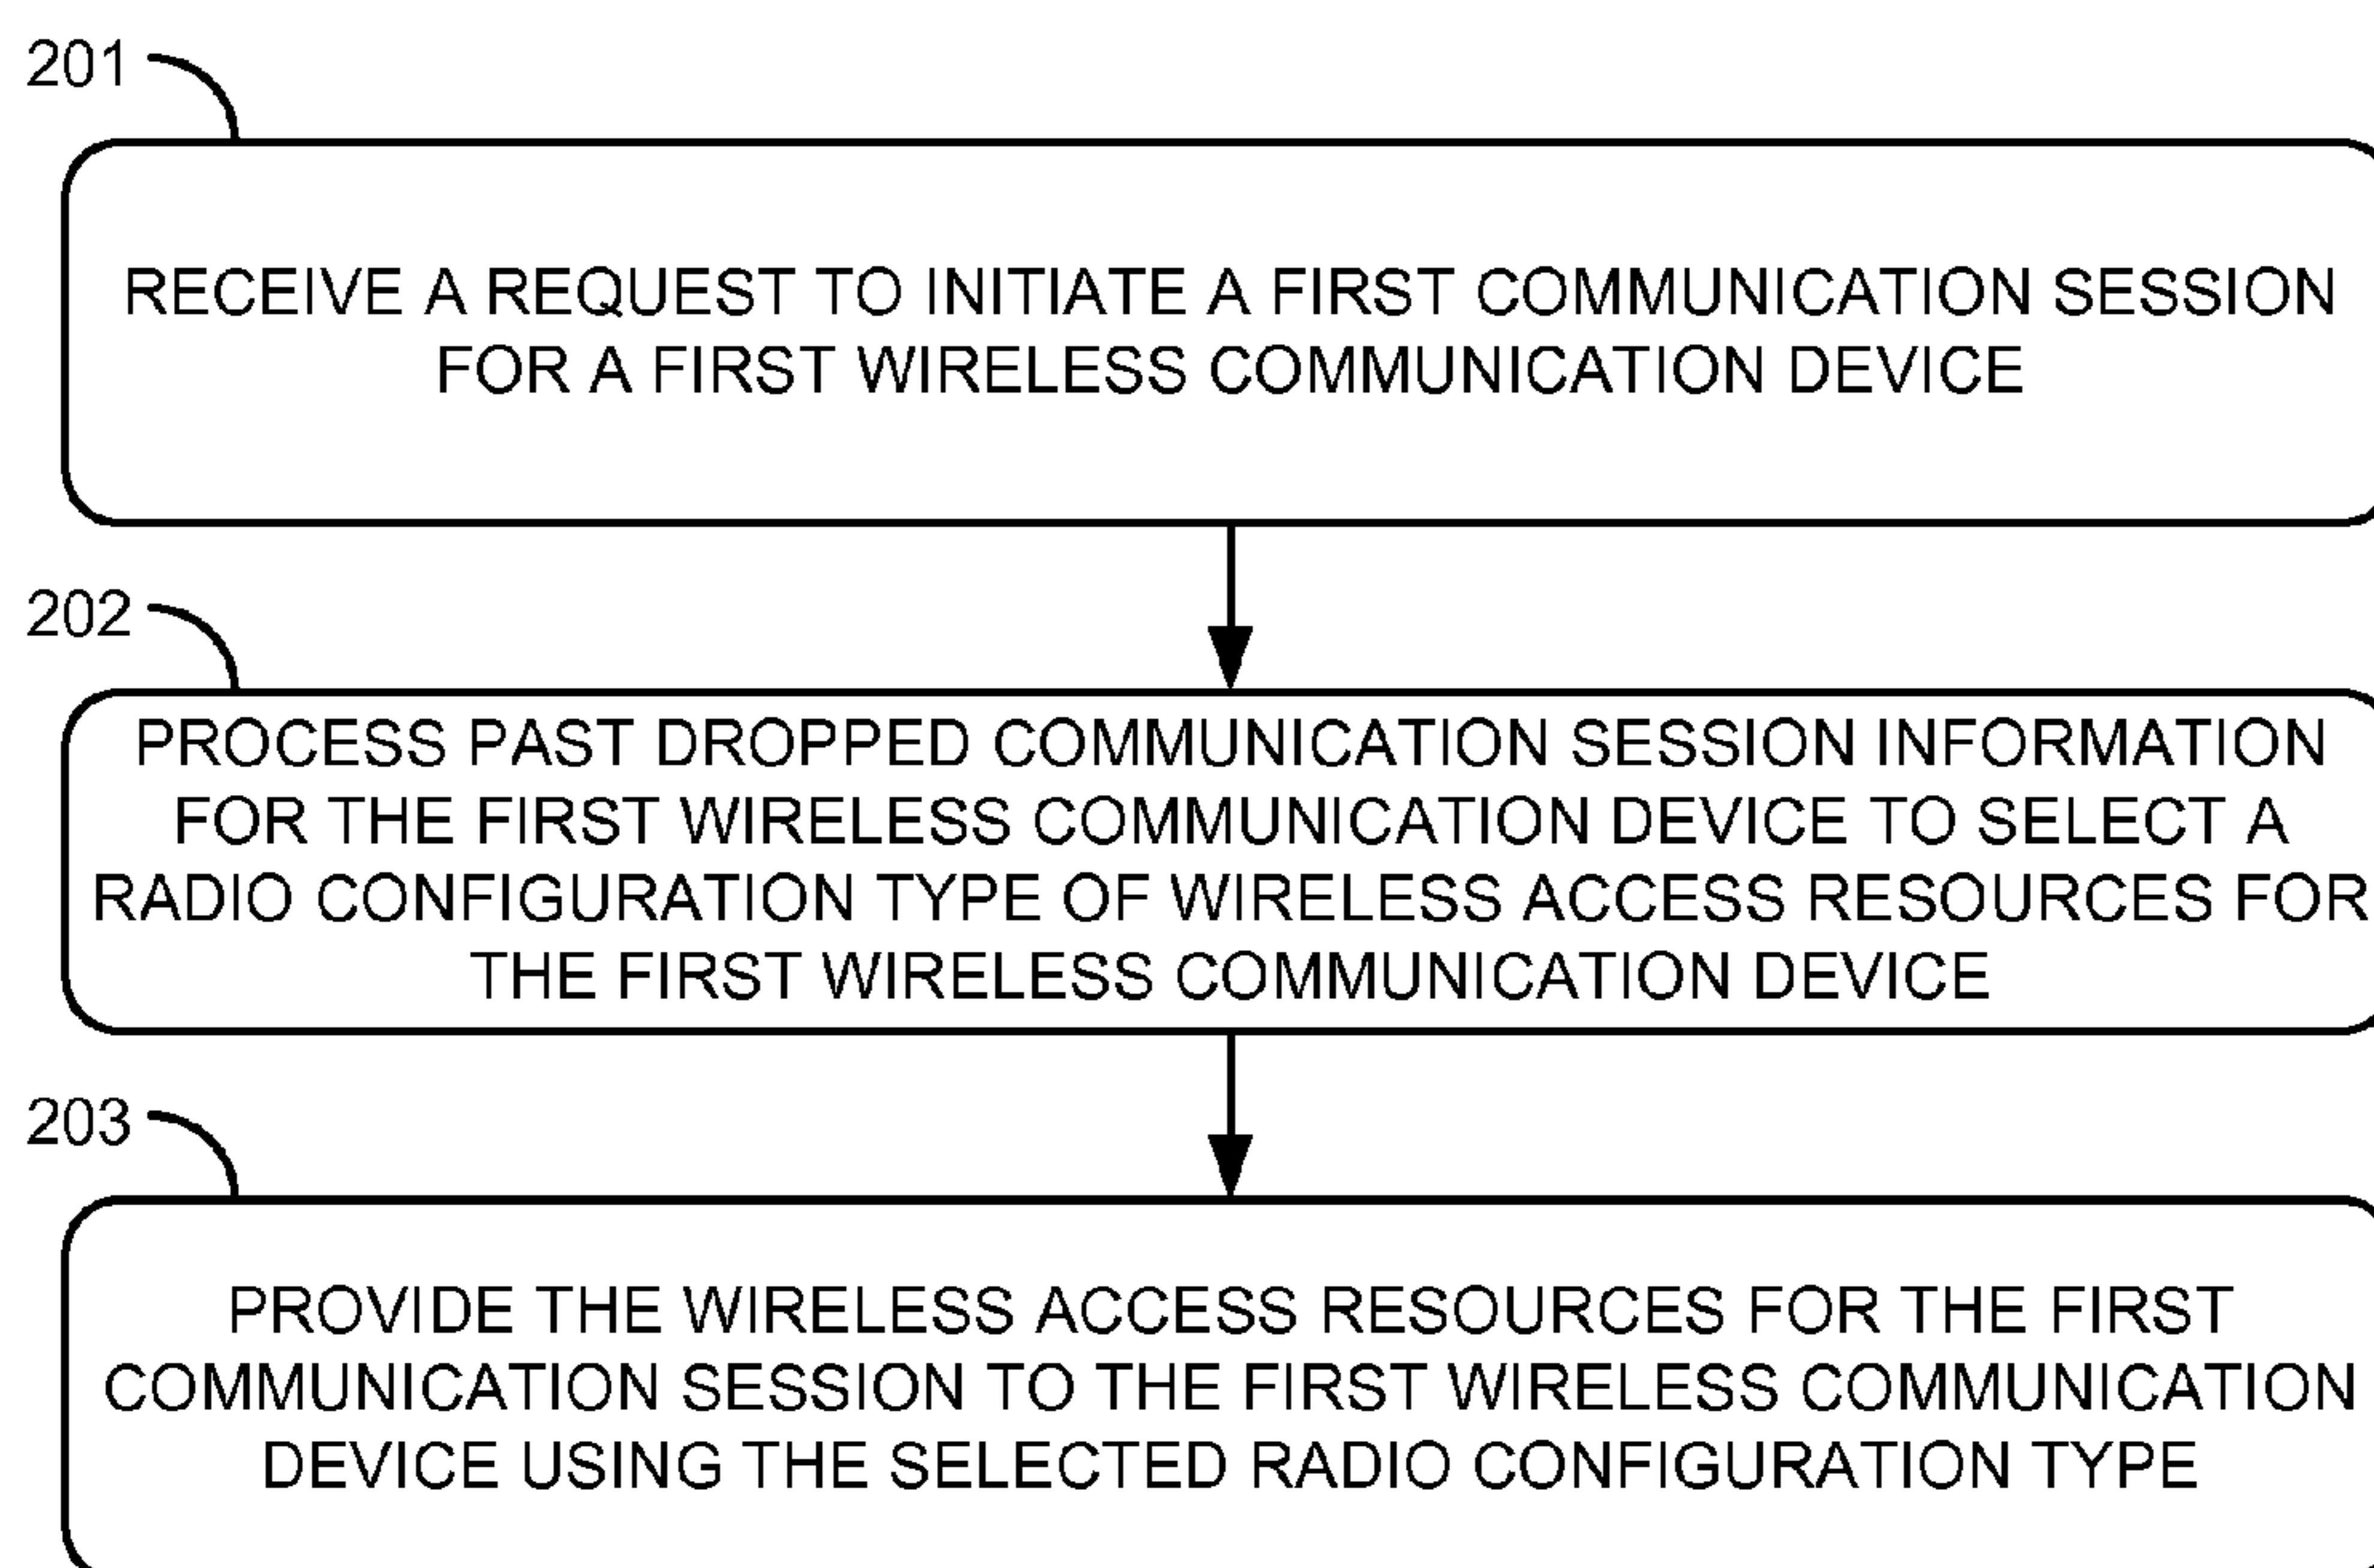 201
RECEIVE A REQUEST TO INITIATE A FIRST COMMUNICATION SESSION
FOR A FIRST WIRELESS COMMUNICATION DEVICE
202
PROCESS PAST DROPPED COMMUNICATION SESSION INFORMATION
FOR THE FIRST WIRELESS COMMUNICATION DEVICE TO SELECT A
RADIO CONFIGURATION TYPE OF WIRELESS ACCESS RESOURCES FOR
THE FIRST WIRELESS COMMUNICATION DEVICE
203
PROVIDE THE WIRELESS ACCESS RESOURCES FOR THE FIRST
COMMUNICATION SESSION TO THE FIRST WIRELESS COMMUNICATION
DEVICE USING THE SELECTED RADIO CONFIGURATION TYPE